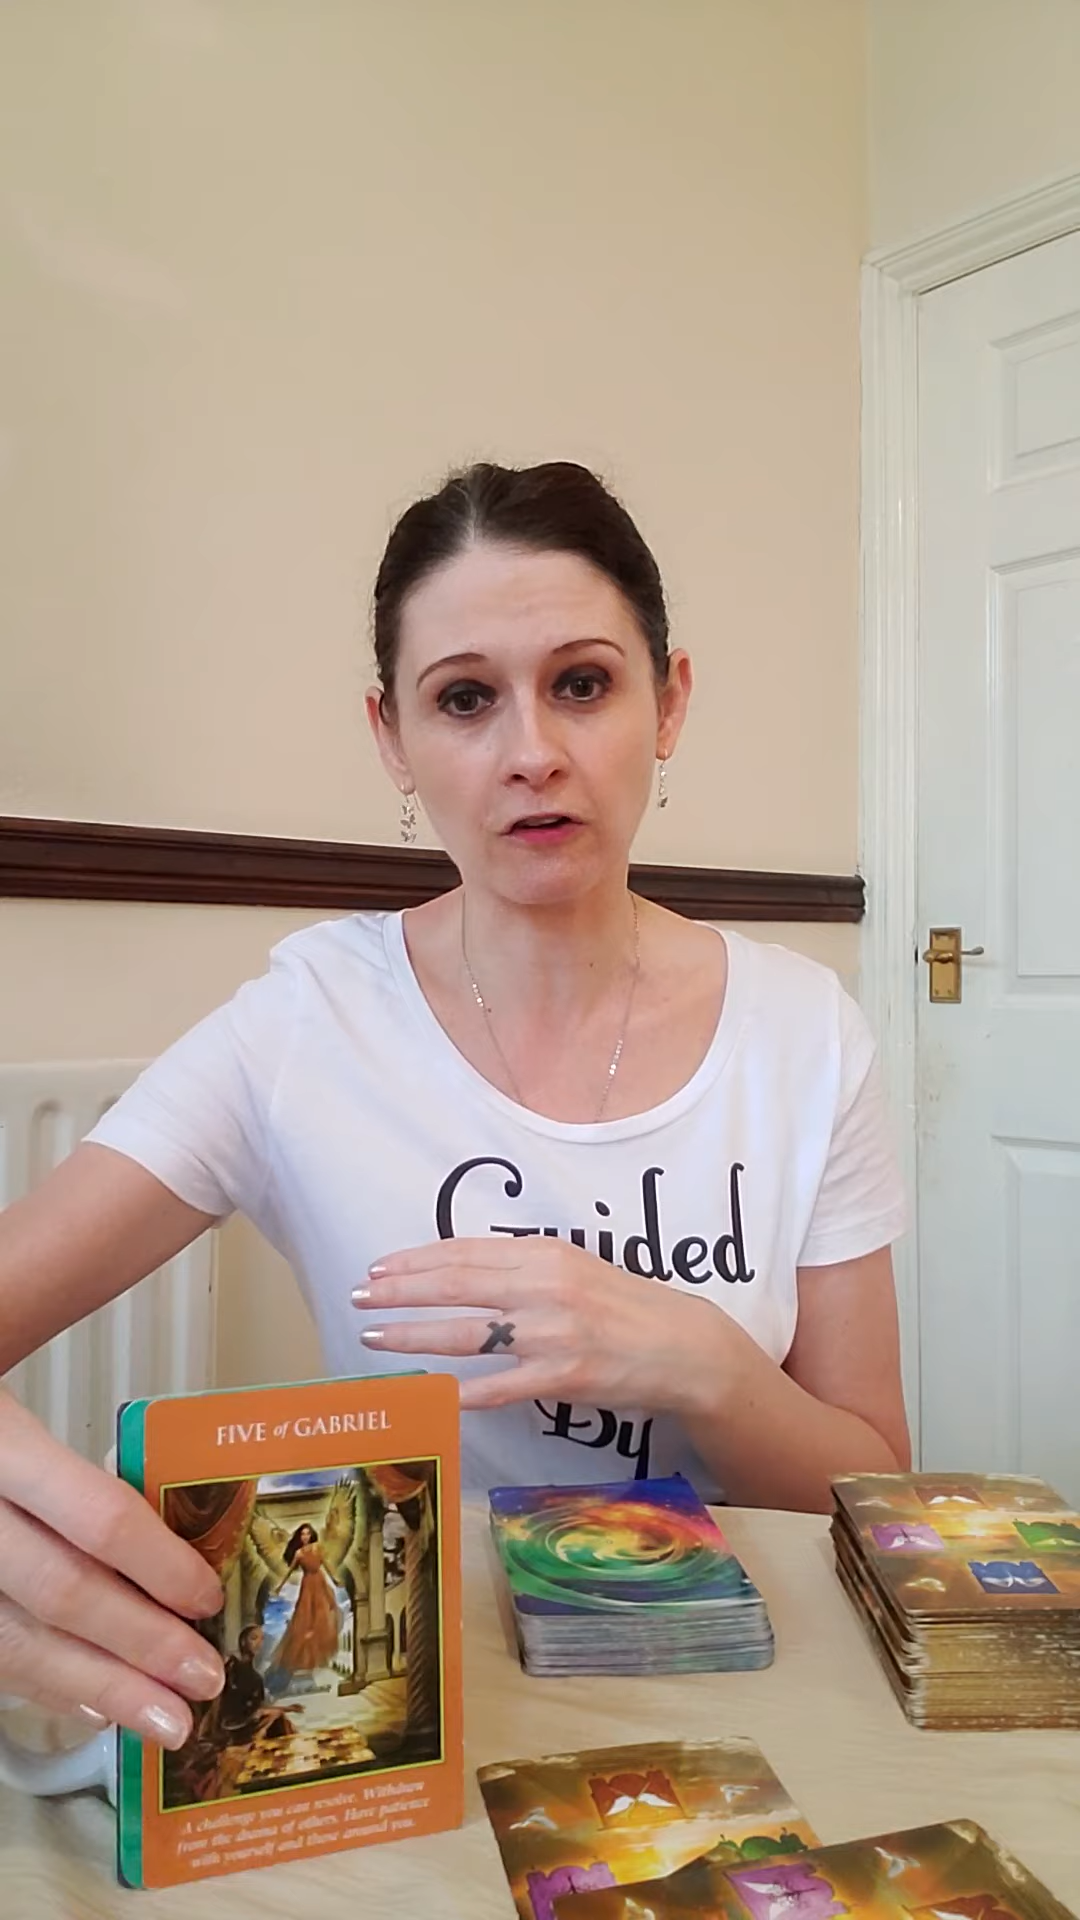 Guided
By
FIVE of GABRIEL
A challenge you can resolve. Withdraw
from the drama of others. Have patience
with yourself and those around you.